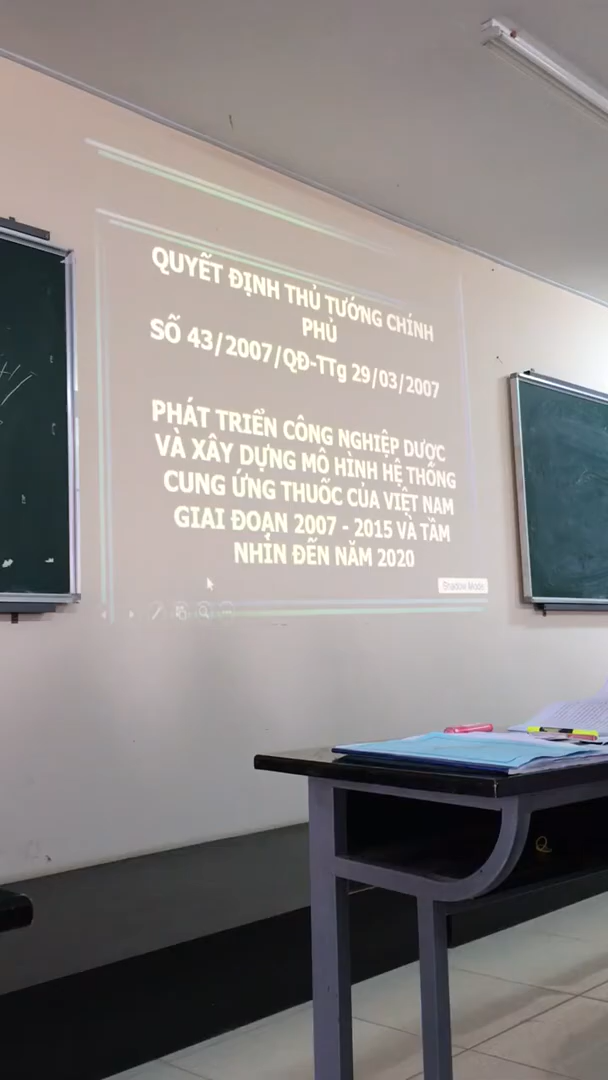 QUYẾT ĐỊNH THỦ TƯỚNG CHÍNH
PHỦ
SỐ 43/2007/QĐ-TTg 29/03/2007
PHÁT TRIỂN CÔNG NGHIỆP DƯỢC
VÀ XÂY DỰNG MÔ HÌNH HỆ THỐNG
CUNG ỨNG THUỐC CỦA VIỆT NAM
GIAI ĐOẠN 2007 - 2015 VÀ TẦM
NHÌN ĐẾN NĂM 2020
Shadow Mode